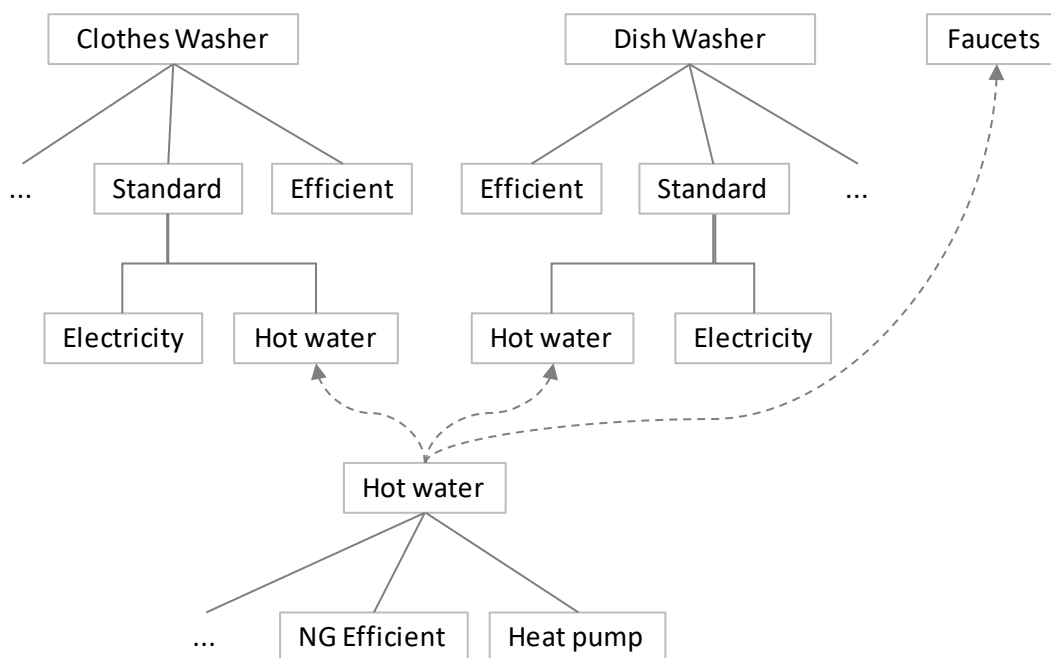 Clothes Washer
Dish Washer
Faucets
...
Standard
Efficient
Efficient
Standard
...
Electricity
Hot water
Hot water
Electricity
Hot water
...
NG Efficient
Heat pump